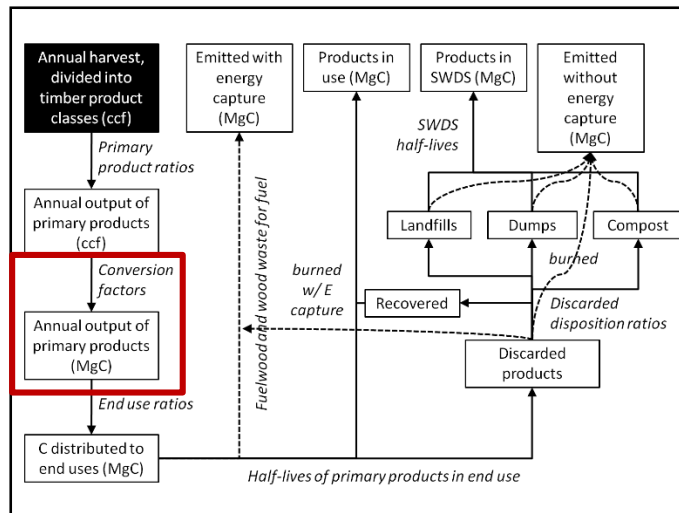 Annual harvest,
divided into
timber product
classes (ccf)
Emitted with
energy capture
(MgC)
Products in
use (MgC)
Products in
SWDS (MgC)
Emitted
without
energy
capture
(MgC)
Primary
product ratios
SWDS
half-lives
Annual output of
primary products
(ccf)
Landfills
Dumps
Compost
Conversion
factors
Fuelwood and wood waste for fuel
burned
w/ E
capture
Recovered
burned
Discarded
disposition ratios
Annual output of
primary products
(MgC)
Discarded
products
End use ratios
C distributed to
end uses (MgC)
Half-lives of primary products in end use